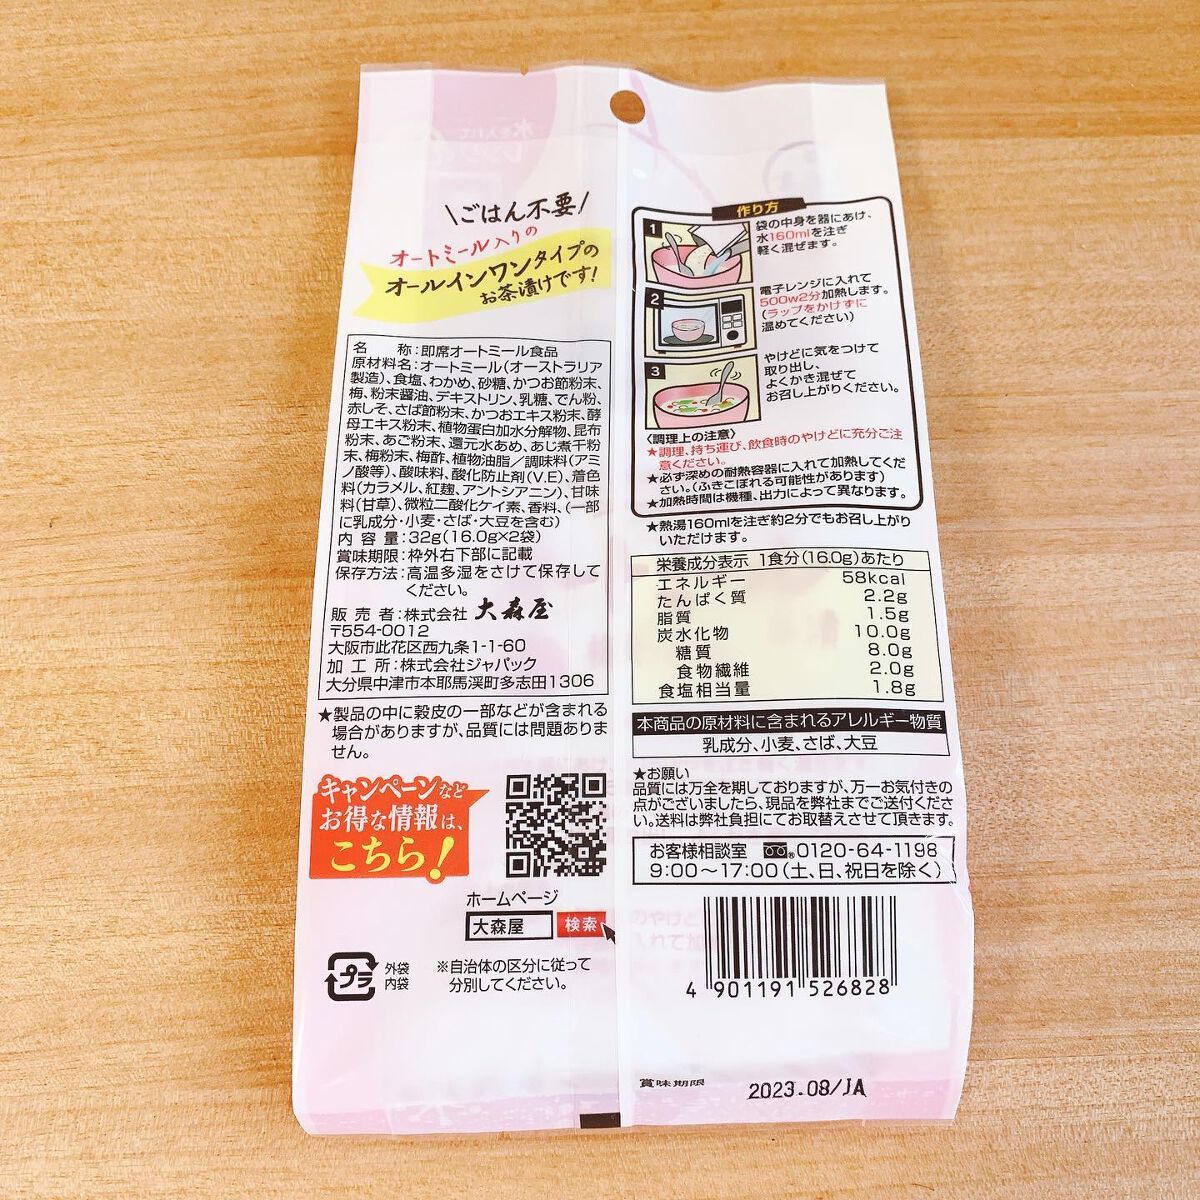 \ごはん不要/
オートミール入りの
オールインワンタイプの
お茶漬けです!
名 称:即席オートミール食品
原材料名:オートミール(オーストラリア
製造)、食塩、わかめ、砂糖、かつお節粉末、
梅、粉末醤油、デキストリン、乳糖、でん粉、
赤しそ、さば節粉末、かつおエキス粉末、酵
母エキス粉末、植物蛋白加水分解物、昆布
粉末、あご粉末、還元水あめ、あじ煮干粉
末、梅粉末、梅酢、植物油脂/調味料(アミ
ノ酸等)、酸味料、酸化防止剤(V.E)、着色
料(カラメル、紅麹、アントシアニン)、甘味
料(甘草)、微粒二酸化ケイ素、香料、(一部
に乳成分・小麦・さば・大豆を含む)
内 容 量:32g(16.0g×2袋)
賞味期限:枠外右下部に記載
保存方法:高温多湿をさけて保存して
ください。
販 売 者:株式会社 大森屋
〒554-0012
大阪市此花区西九条1-1-60
加 工 所:株式会社ジャパック
大分県中津市本耶馬渓町多志田1306
★製品の中に穀皮の一部などが含まれる
場合がありますが、品質には問題ありま
せん。
キャンペーンなど
お得な情報は、
こちら!
ホームページ
大森屋 検索
プラ 外袋
内袋
※自治体の区分に従って
分別してください。
作り方
1
袋の中身を器にあけ、
水160mlを注ぎ
軽く混ぜます。
2
電子レンジに入れて
500w2分加熱します。
(ラップをかけずに
温めてください)
3
やけどに気をつけて
取り出し、
よくかき混ぜて
お召し上がりください。
〈調理上の注意〉
★調理、持ち運び、飲食時のやけどに充分ご注
意ください。
★必ず深めの耐熱容器に入れて加熱してくだ
さい。(ふきこぼれる可能性があります)
★加熱時間は機種、出力によって異なります。
★熱湯160mlを注ぎ約2分でもお召し上がり
いただけます。
栄養成分表示 1食分(16.0g)あたり
エネルギー 58kcal
たんぱく質 2.2g
脂質 1.5g
炭水化物 10.0g
糖質 8.0g
食物繊維 2.0g
食塩相当量 1.8g
本商品の原材料に含まれるアレルギー物質
乳成分、小麦、さば、大豆
★お願い
品質には万全を期しておりますが、万一お気付きの
点がございましたら、現品を弊社までご送付くださ
い。送料は弊社負担にてお取替えさせて頂きます。
お客様相談室 0120-64-1198
9:00〜17:00(土、日、祝日を除く)
4 901191 526828
賞味期限 2023.08/JA